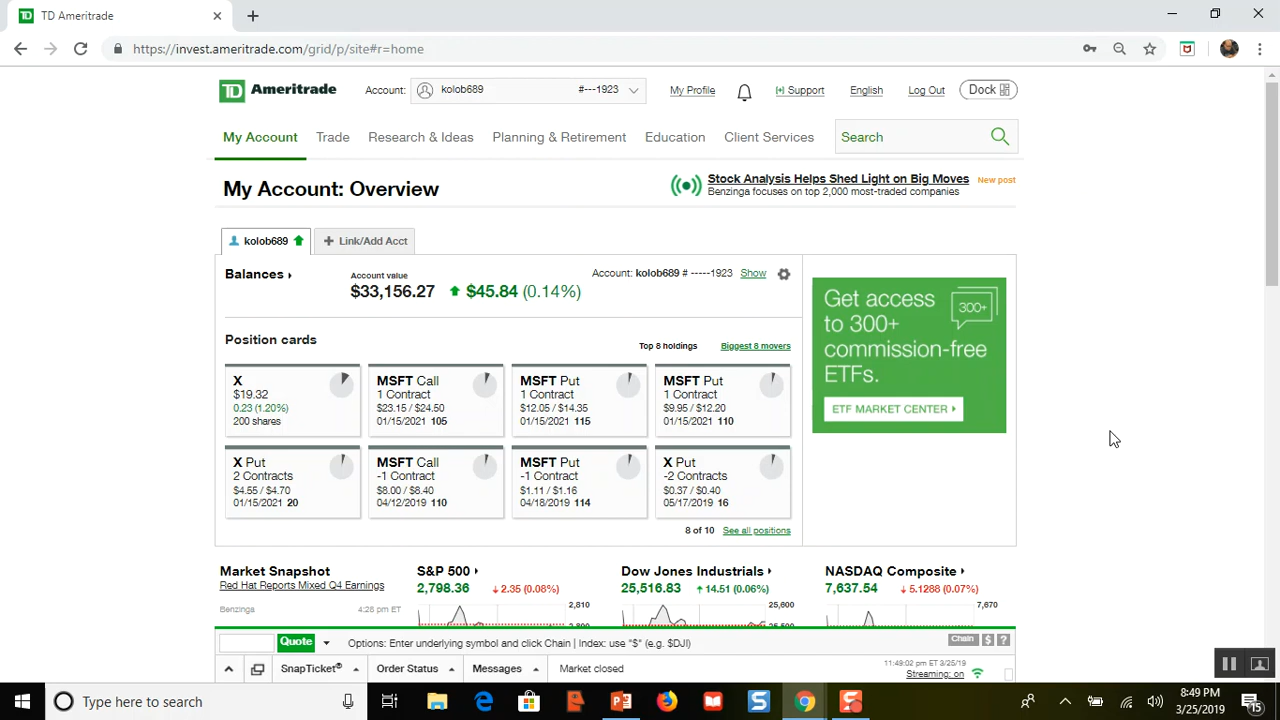 TD Ameritrade
https://invest.ameritrade.com/grid/p/site#r=home
TD Ameritrade
Account: kolob689 #---1923
My Profile
Support
English
Log Out
Dock
My Account Trade Research & Ideas Planning & Retirement Education Client Services Search
My Account: Overview
Stock Analysis Helps Shed Light on Big Moves New post
Benzinga focuses on top 2,000 most-traded companies
kolob689
Link/Add Acct
Balances
Account value
$33,156.27 $45.84 (0.14%)
Account: kolob689 # -----1923 Show
Position cards
Top 8 holdings Biggest 8 movers
X
$19.32
0.23 (1.20%)
200 shares
MSFT Call
1 Contract
$23.15 / $24.50
01/15/2021 105
MSFT Put
1 Contract
$12.05 / $14.35
01/15/2021 115
MSFT Put
1 Contract
$9.95 / $12.20
01/15/2021 110
X Put
2 Contracts
$4.55 / $4.70
01/15/2021 20
MSFT Call
-1 Contract
$8.00 / $8.40
04/12/2019 110
MSFT Put
-1 Contract
$1.11 / $1.16
04/18/2019 114
X Put
-2 Contracts
$0.37 / $0.40
05/17/2019 16
8 of 10 See all positions
Get access
to 300+
commission-free
ETFs.
300+
ETF MARKET CENTER
Market Snapshot
Red Hat Reports Mixed Q4 Earnings
Benzinga 4:28 pm ET
S&P 500
2,798.36 2.35 (0.08%)
2,810
Dow Jones Industrials
25,516.83 14.51 (0.06%)
25,600
NASDAQ Composite
7,637.54 5.1288 (0.07%)
7,670
Quote
Options: Enter underlying symbol and click Chain | Index: use "$" (e.g. $DJI)
Chain $ ?
SnapTicket® Order Status Messages Market closed
11:49:02 pm ET 3/25/19
Streaming: on
Type here to search
8:49 PM
3/25/2019
15